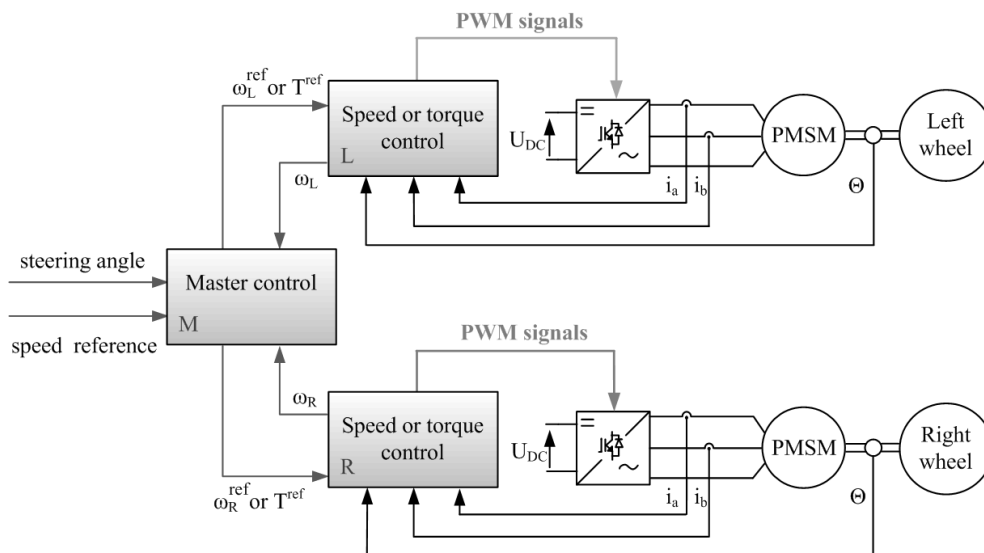 PWM signals
ω_L^ref or T^ref
Speed or torque
control
L
ω_L
U_DC
=
~
i_a
i_b
PMSM
Θ
Left
wheel
steering angle
speed reference
Master control
M
PWM signals
ω_R
Speed or torque
control
R
ω_R^ref or T^ref
U_DC
=
~
i_a
i_b
PMSM
Θ
Right
wheel